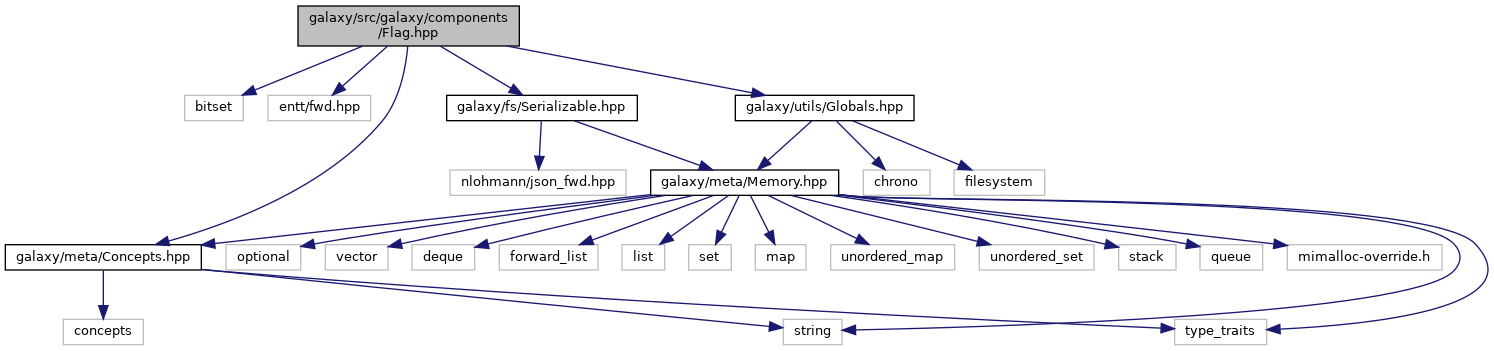 galaxy/src/galaxy/components
/Flag.hpp
bitset
entt/fwd.hpp
galaxy/fs/Serializable.hpp
galaxy/utils/Globals.hpp
nlohmann/json_fwd.hpp
galaxy/meta/Memory.hpp
chrono
filesystem
galaxy/meta/Concepts.hpp
optional
vector
deque
forward_list
list
set
map
unordered_map
unordered_set
stack
queue
mimalloc-override.h
concepts
string
type_traits